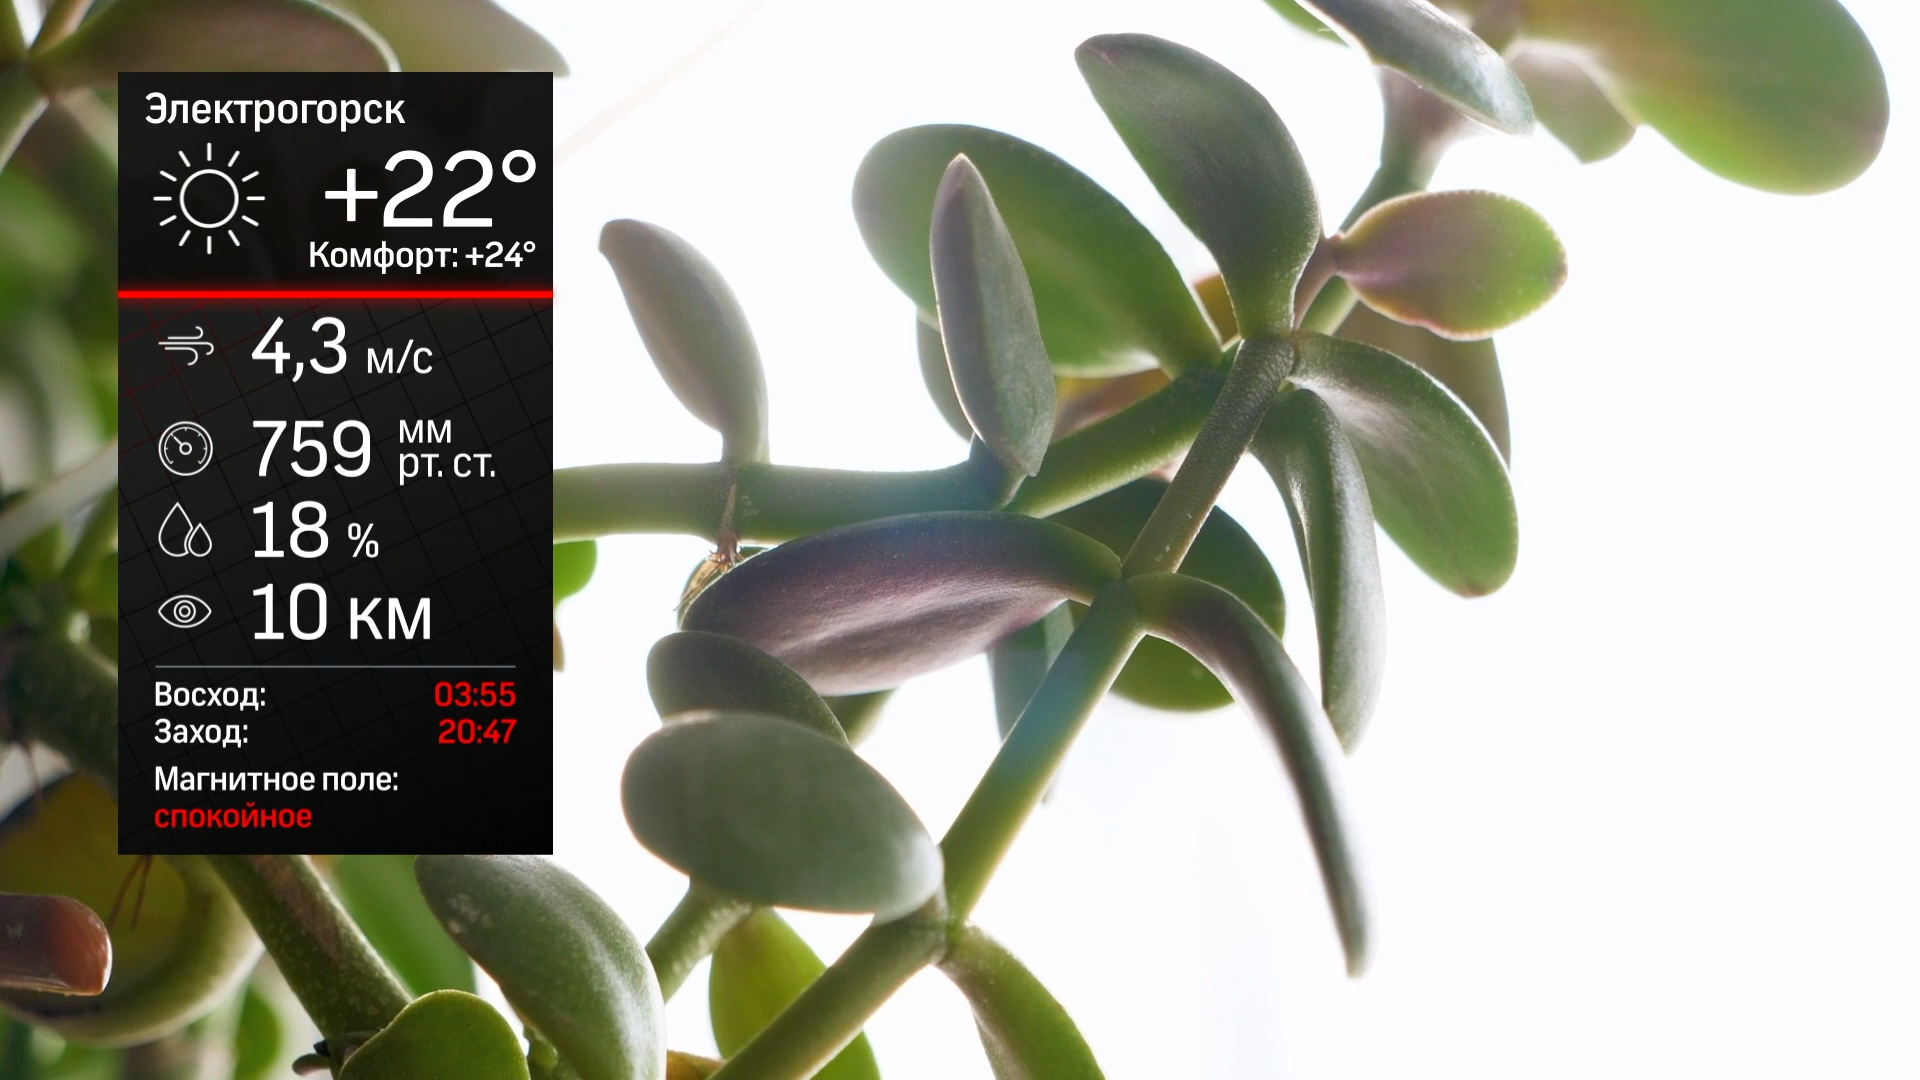 Электрогорск
+22°
Комфорт: +24°
4,3 м/с
759 мм рт. ст.
18 %
10 км
Восход: 03:55
Заход: 20:47
Магнитное поле:
спокойное